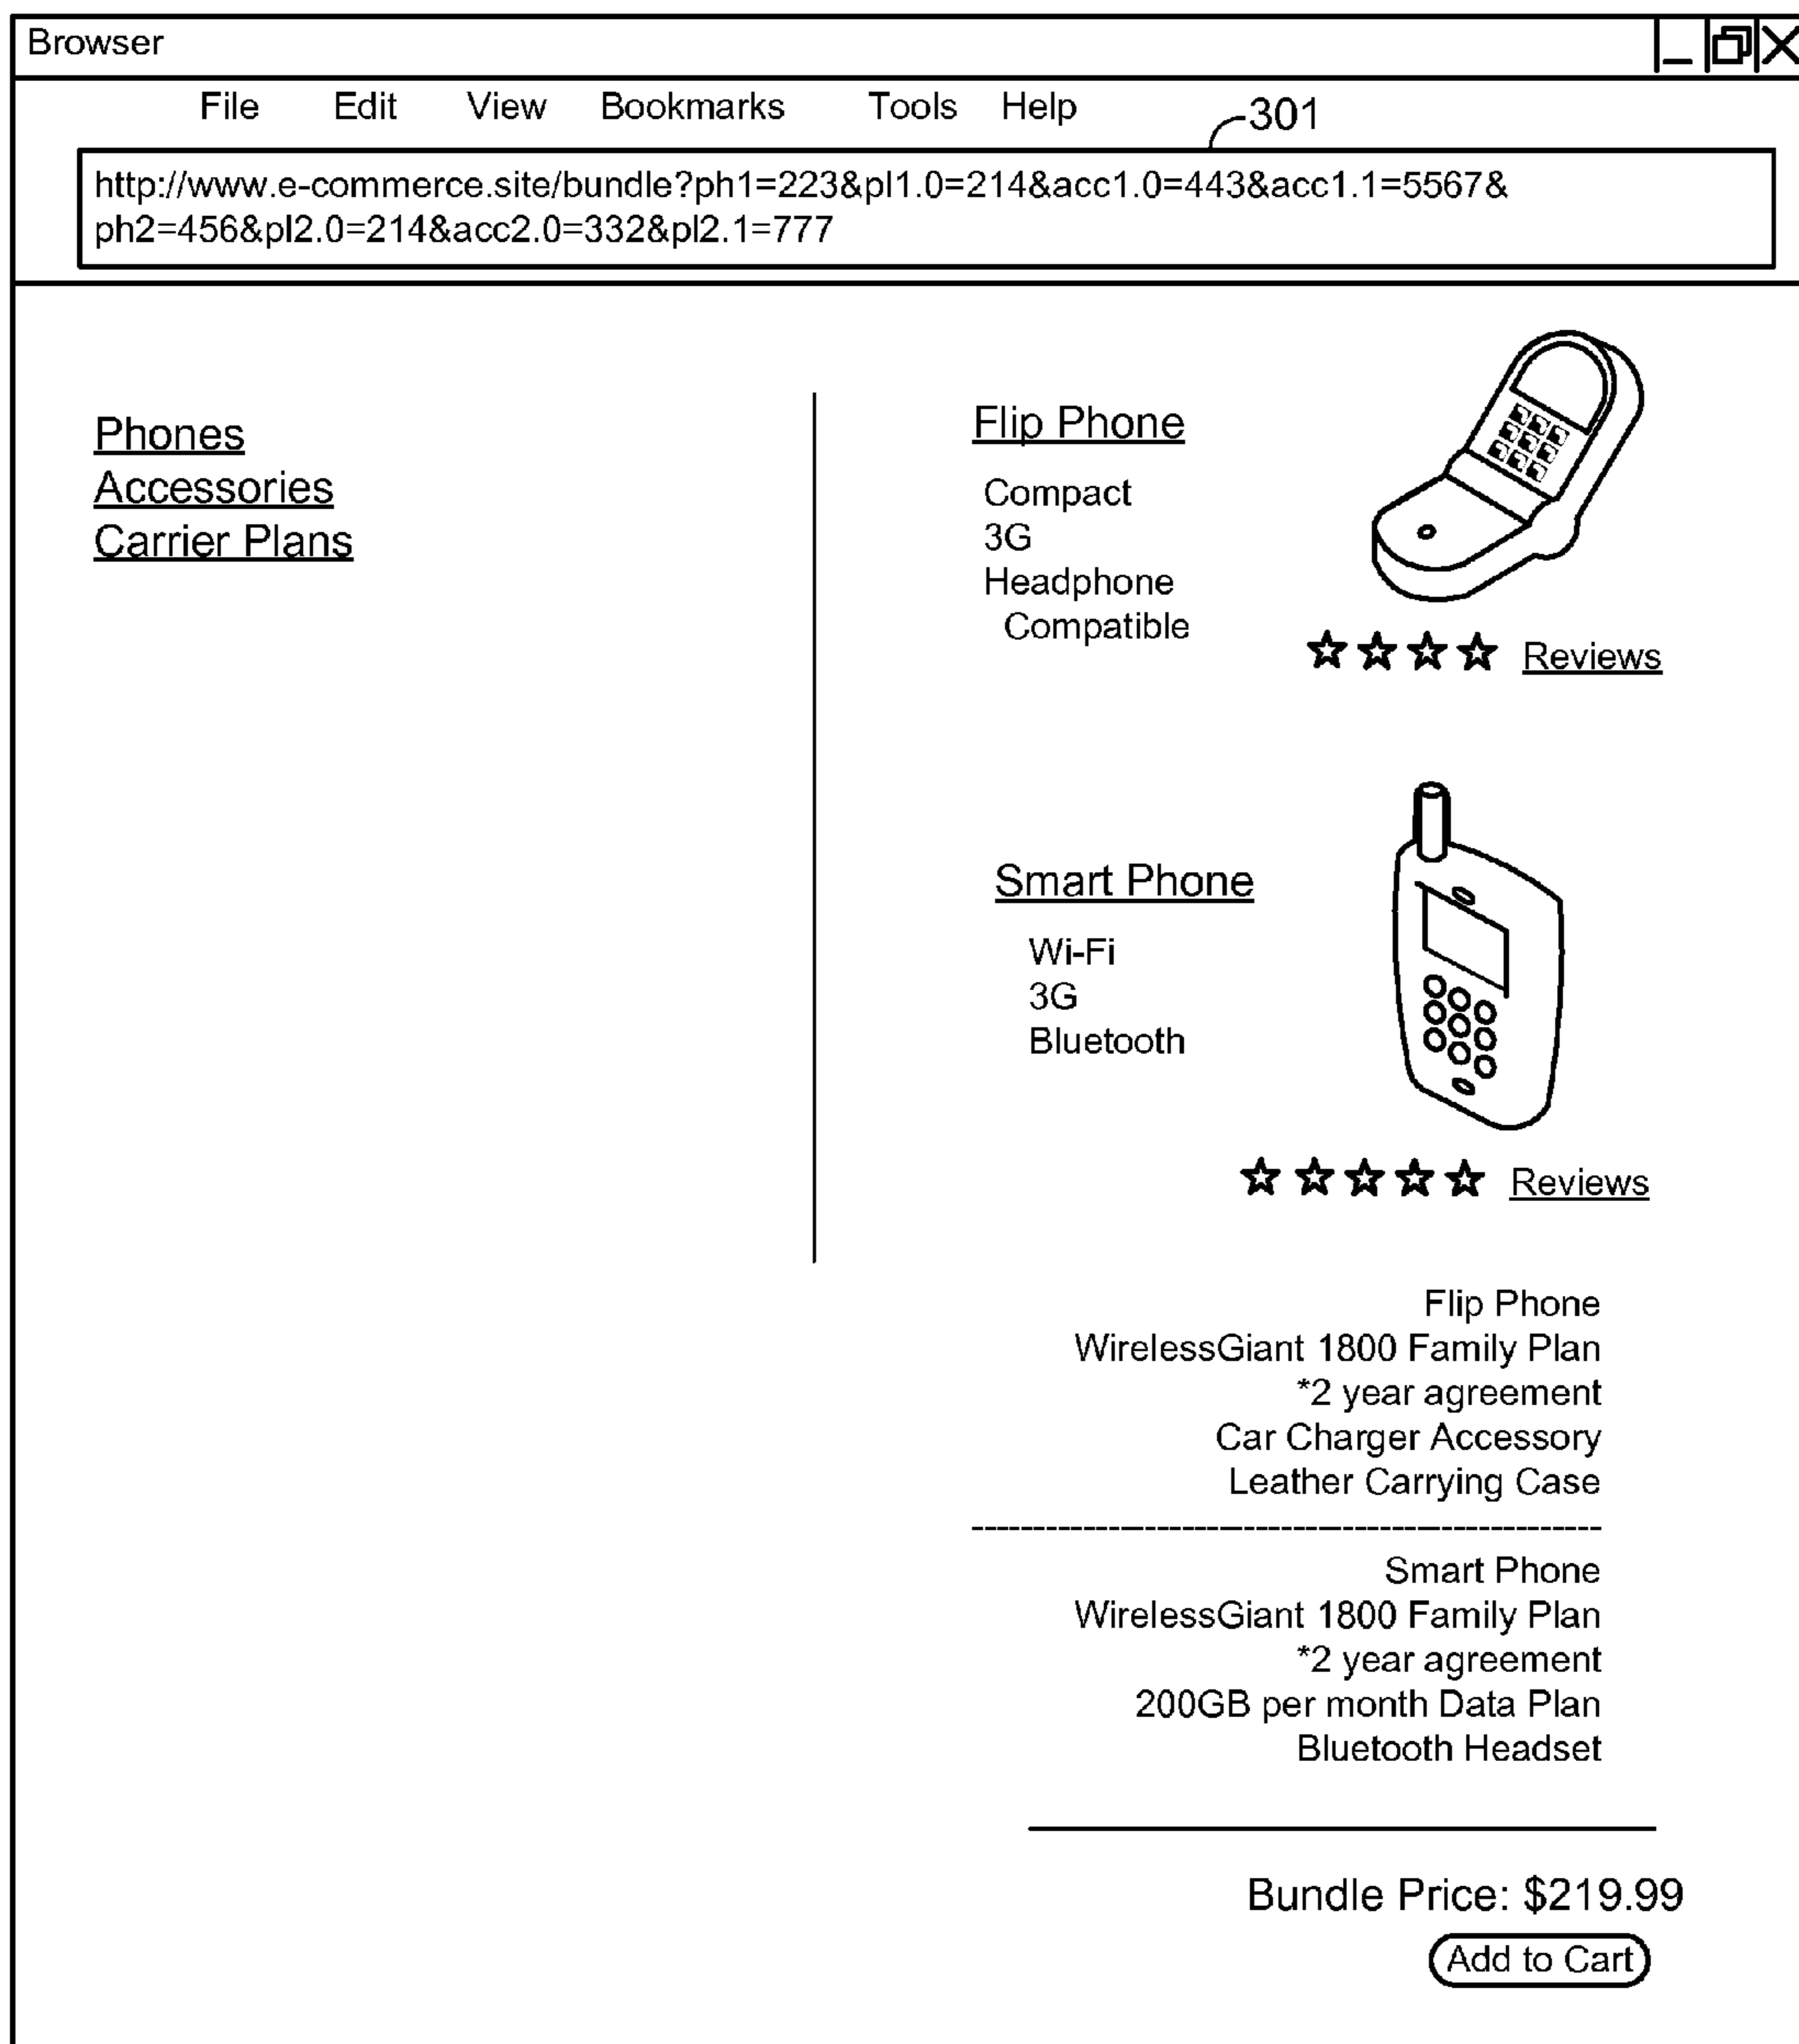 Browser
File Edit View Bookmarks Tools Help
301
http://www.e-commerce.site/bundle?ph1=223&pl1.0=214&acc1.0=443&acc1.1=5567&
ph2=456&pl2.0=214&acc2.0=332&pl2.1=777
Phones
Accessories
Carrier Plans
Flip Phone
Compact
3G
Headphone
Compatible
Reviews
Smart Phone
Wi-Fi
3G
Bluetooth
Reviews
Flip Phone
WirelessGiant 1800 Family Plan
*2 year agreement
Car Charger Accessory
Leather Carrying Case
Smart Phone
WirelessGiant 1800 Family Plan
*2 year agreement
200GB per month Data Plan
Bluetooth Headset
Bundle Price: $219.99
Add to Cart